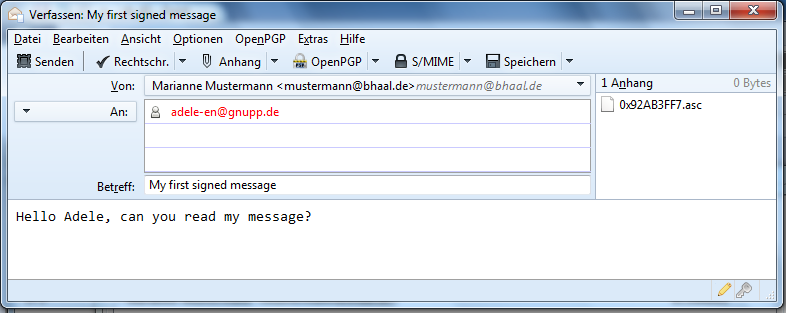 Verfassen: My first signed message
Datei Bearbeiten Ansicht Optionen OpenPGP Extras Hilfe
Senden Rechtschr. Anhang OpenPGP S/MIME Speichern
Von: Marianne Mustermann <mustermann@bhaal.de> mustermann@bhaal.de
1 Anhang 0 Bytes
An: adele-en@gnupp.de
0x92AB3FF7.asc
Betreff: My first signed message
Hello Adele, can you read my message?